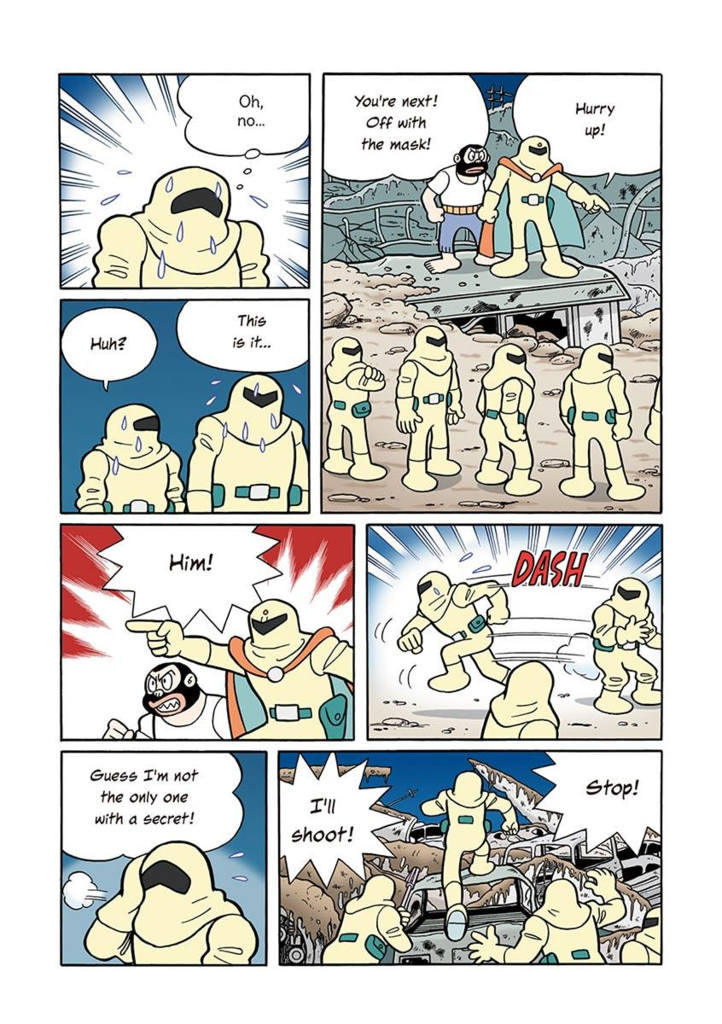 Oh,
no...
You're next!
Off with
the mask!
Hurry
up!
Huh?
This
is it...
Him!
DASH
Guess I'm not
the only one
with a secret!
I'll
shoot!
Stop!